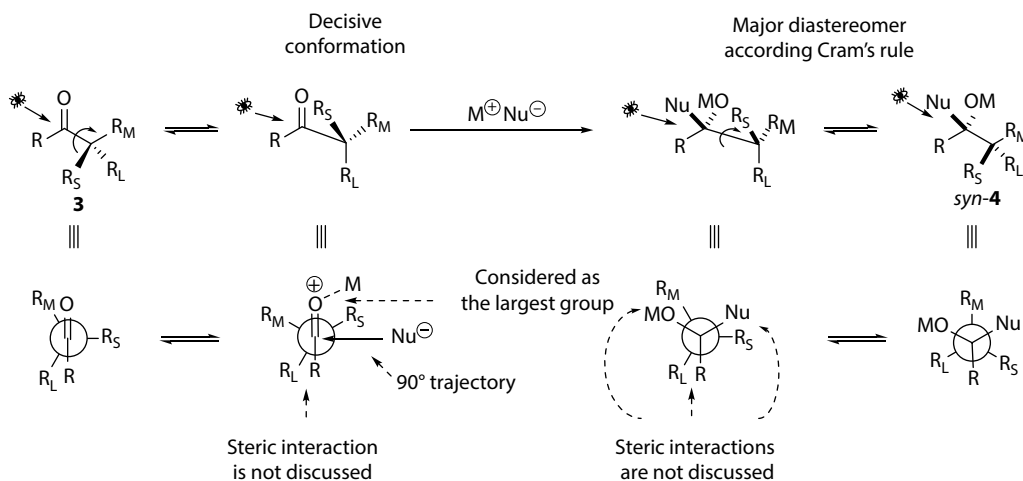 Decisive
conformation
Major diastereomer
according Cram's rule
O
R
R_M
R_S
R_L
3
O
R_S
R
R_M
R_L
M⊕Nu⊖
Nu
MO
R_S
R_M
R
R_L
Nu
OM
R
R_M
R_S
R_L
syn-4
R_M
O
R_S
R_L
R
⊕
M
O
R_M
R_S
Nu⊖
R_L
R
90° trajectory
Considered as
the largest group
R_M
MO
Nu
R_S
R_L
R
R_M
MO
Nu
R_L
R_S
R
Steric interaction
is not discussed
Steric interactions
are not discussed